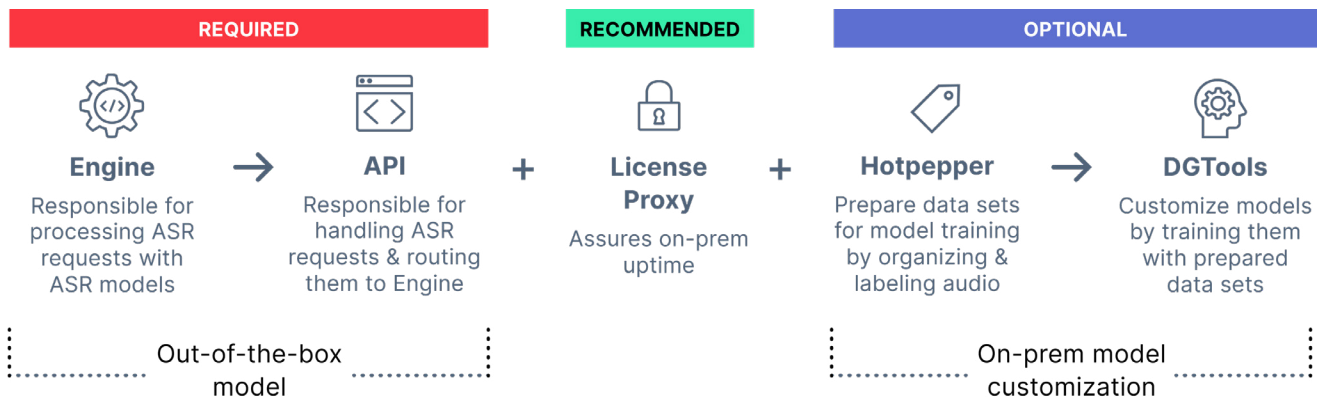 REQUIRED
RECOMMENDED
OPTIONAL
Engine
Responsible for
processing ASR
requests with
ASR models
API
Responsible for
handling ASR
requests & routing
them to Engine
+
License
Proxy
Assures on-prem
uptime
+
Hotpepper
Prepare data sets
for model training
by organizing &
labeling audio
DGTools
Customize models
by training them
with prepared
data sets
Out-of-the-box
model
On-prem model
customization